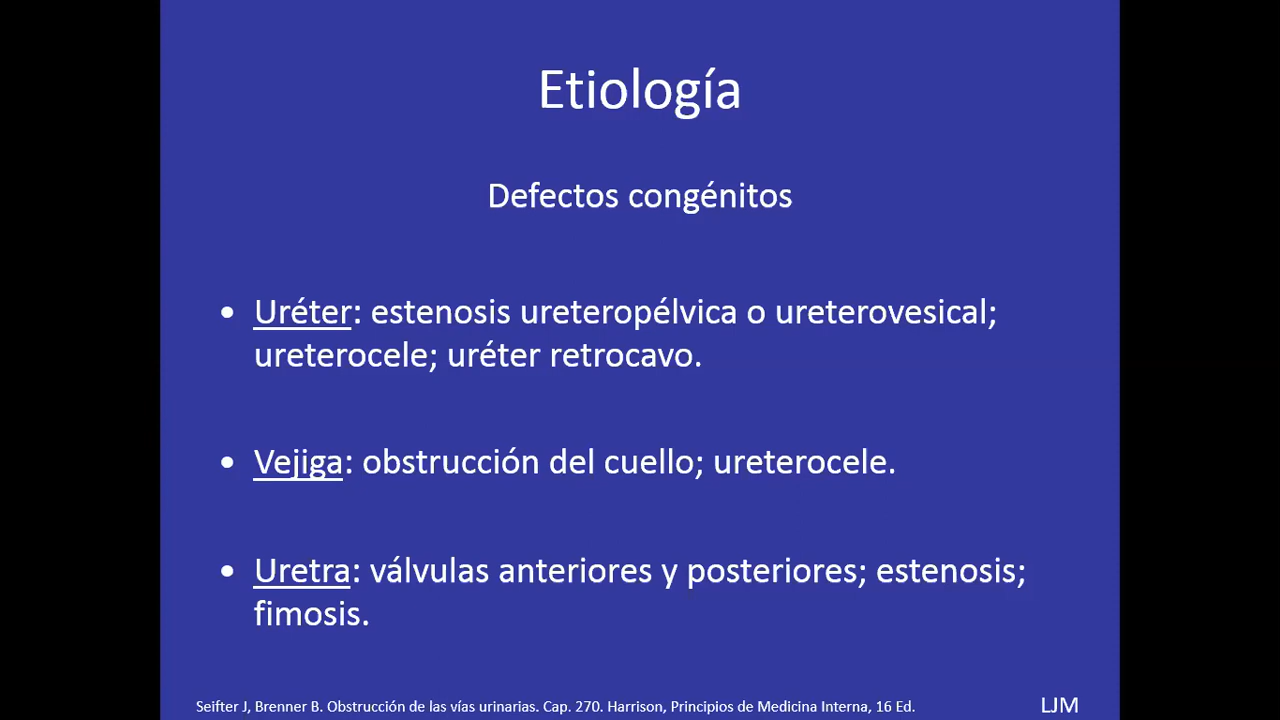 Etiología
Defectos congénitos
• Uréter: estenosis ureteropélvica o ureterovesical;
ureterocele; uréter retrocavo.
• Vejiga: obstrucción del cuello; ureterocele.
• Uretra: válvulas anteriores y posteriores; estenosis;
fimosis.
Seifter J, Brenner B. Obstrucción de las vías urinarias. Cap. 270. Harrison, Principios de Medicina Interna, 16 Ed.
LJM